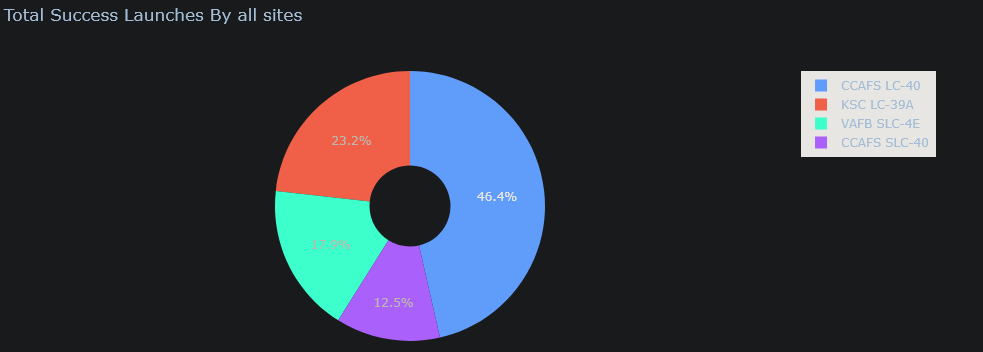 Total Success Launches By all sites
CCAFS LC-40
KSC LC-39A
VAFB SLC-4E
CCAFS SLC-40
23.2%
46.4%
17.9%
12.5%